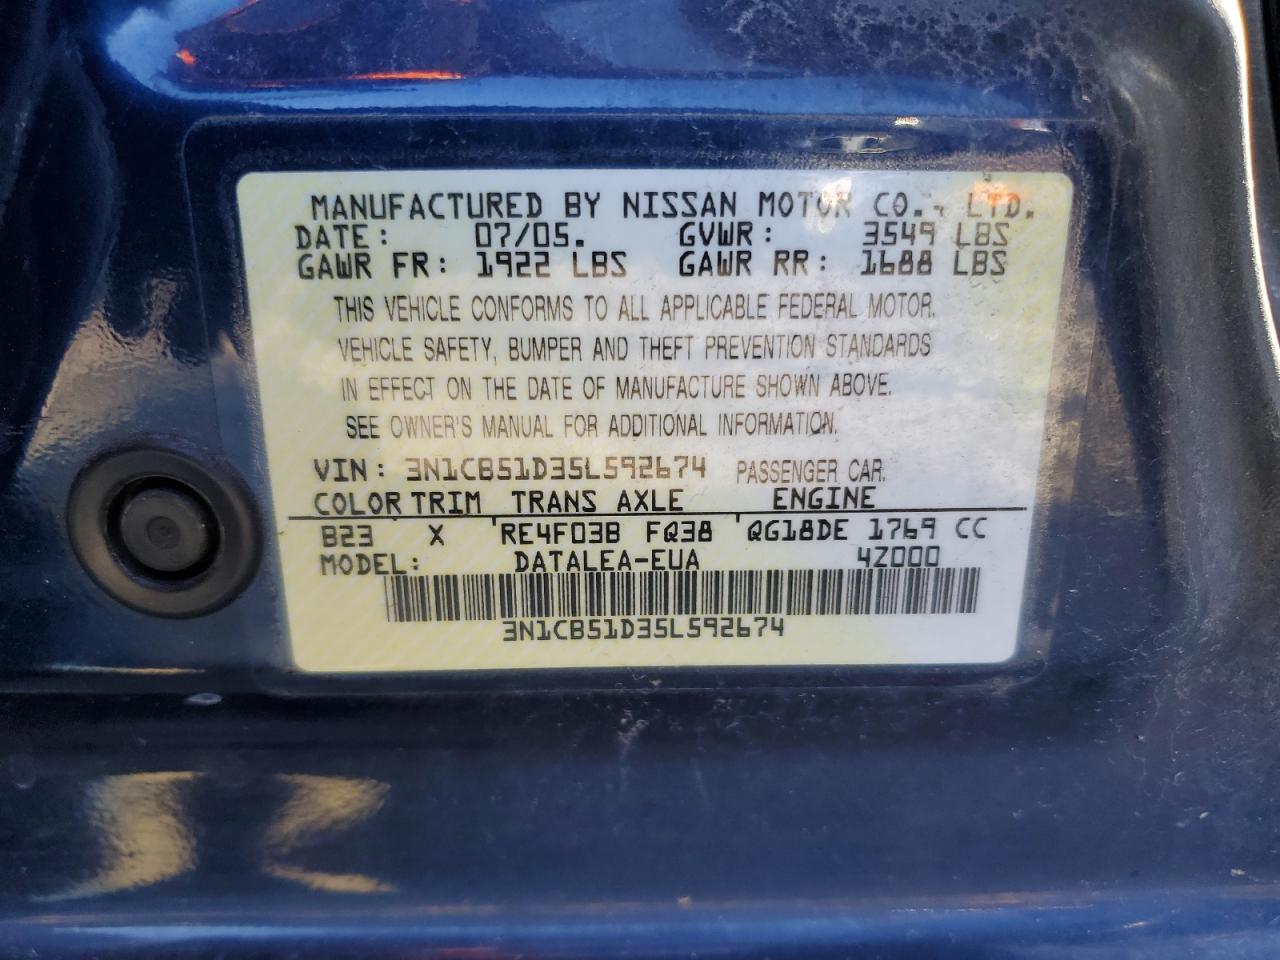 MANUFACTURED BY NISSAN MOTOR CO., LTD.
DATE: 07/05. GVWR: 3549 LBS
GAWR FR: 1922 LBS GAWR RR: 1688 LBS
THIS VEHICLE CONFORMS TO ALL APPLICABLE FEDERAL MOTOR.
VEHICLE SAFETY, BUMPER AND THEFT PREVENTION STANDARDS
IN EFFECT ON THE DATE OF MANUFACTURE SHOWN ABOVE.
SEE OWNER'S MANUAL FOR ADDITIONAL INFORMATION.
VIN: 3N1CB51D35L592674 PASSENGER CAR.
COLOR TRIM TRANS AXLE ENGINE
B23 X RE4F03B FQ38 QG18DE 1769 CC
MODEL: DATALEA-EUA 4Z000
3N1CB51D35L592674